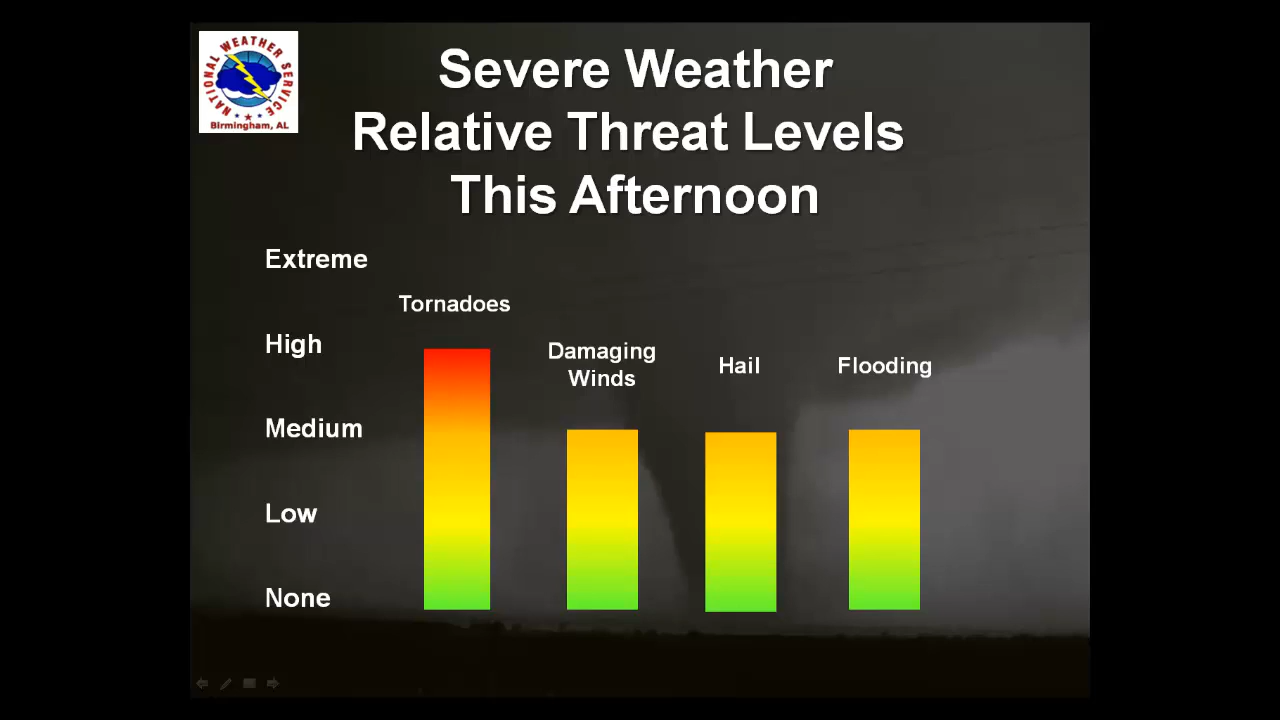 NATIONAL WEATHER SERVICE
Birmingham, AL
Severe Weather
Relative Threat Levels
This Afternoon
Extreme
Tornadoes
High
Damaging
Winds
Hail
Flooding
Medium
Low
None